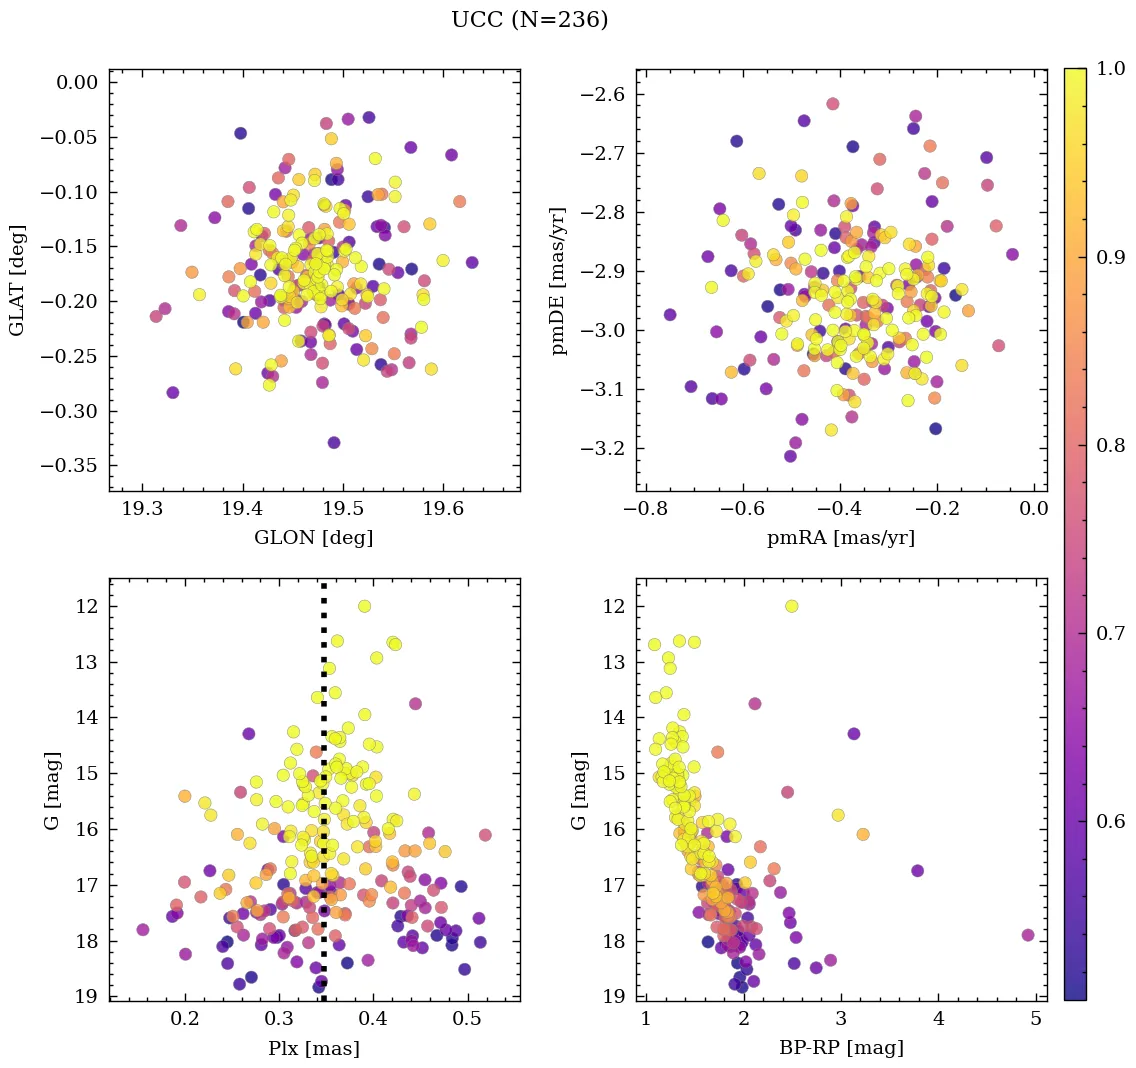 UCC (N=236)
0.00
−0.05
−0.10
−0.15
−0.20
−0.25
−0.30
−0.35
GLAT [deg]
19.3 19.4 19.5 19.6
GLON [deg]
−2.6
−2.7
−2.8
−2.9
−3.0
−3.1
−3.2
pmDE [mas/yr]
−0.8 −0.6 −0.4 −0.2 0.0
pmRA [mas/yr]
12
13
14
15
16
17
18
19
G [mag]
0.2 0.3 0.4 0.5
Plx [mas]
12
13
14
15
16
17
18
19
G [mag]
1 2 3 4 5
BP-RP [mag]
1.0
0.9
0.8
0.7
0.6